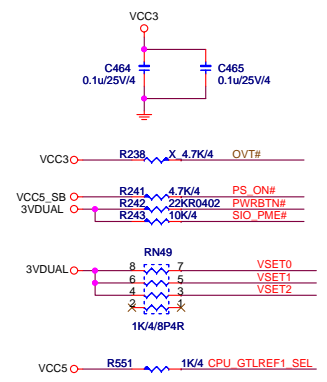 VCC3
C464 C465
0.1u/25V/4 0.1u/25V/4
VCC3 R238 X_4.7K/4 OVT#
VCC5_SB R241 4.7K/4 PS_ON#
3VDUAL R242 22KR0402 PWRBTN#
R243 10K/4 SIO_PME#
RN49
3VDUAL 8 7 VSET0
6 5 VSET1
4 3 VSET2
2 1
1K/4/8P4R
VCC5 R551 1K/4 CPU_GTLREF1_SEL